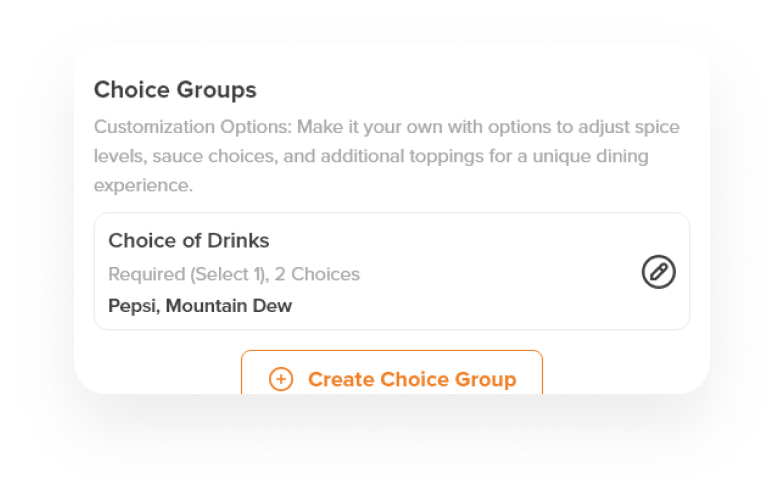 Choice Groups
Customization Options: Make it your own with options to adjust spice
levels, sauce choices, and additional toppings for a unique dining
experience.
Choice of Drinks
Required (Select 1), 2 Choices
Pepsi, Mountain Dew
Create Choice Group